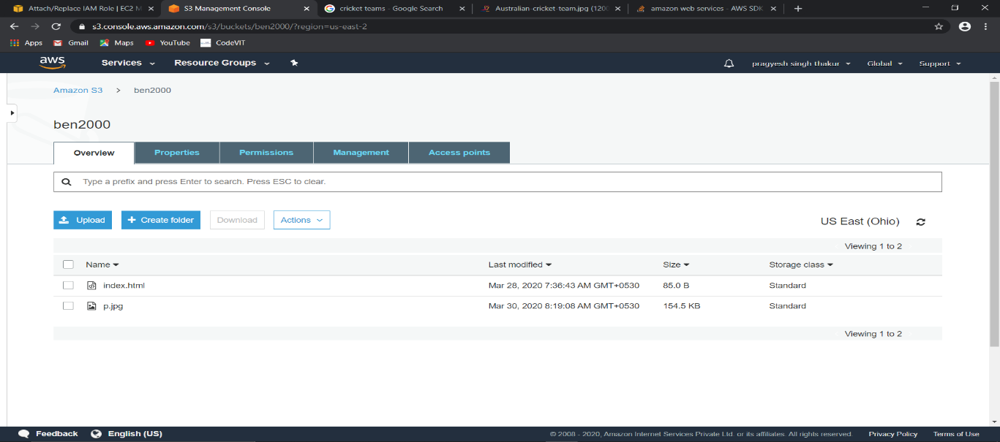 Attach/Replace IAM Role | EC2 M S3 Management Console cricket teams - Google Search Australian-cricket-team.jpg (1200 amazon web services - AWS SDK
s3.console.aws.amazon.com/s3/buckets/ben2000/?region=us-east-2
Apps Gmail Maps YouTube CodeVIT
aws Services Resource Groups pragyesh singh thakur Global Support
Amazon S3 > ben2000
ben2000
Overview Properties Permissions Management Access points
Type a prefix and press Enter to search. Press ESC to clear.
Upload + Create folder Download Actions US East (Ohio)
Viewing 1 to 2
Name Last modified Size Storage class
index.html Mar 28, 2020 7:36:43 AM GMT+0530 85.0 B Standard
p.jpg Mar 30, 2020 8:19:08 AM GMT+0530 154.5 KB Standard
Viewing 1 to 2
Feedback English (US) © 2008 - 2020, Amazon Internet Services Private Ltd. or its affiliates. All rights reserved. Privacy Policy Terms of Use